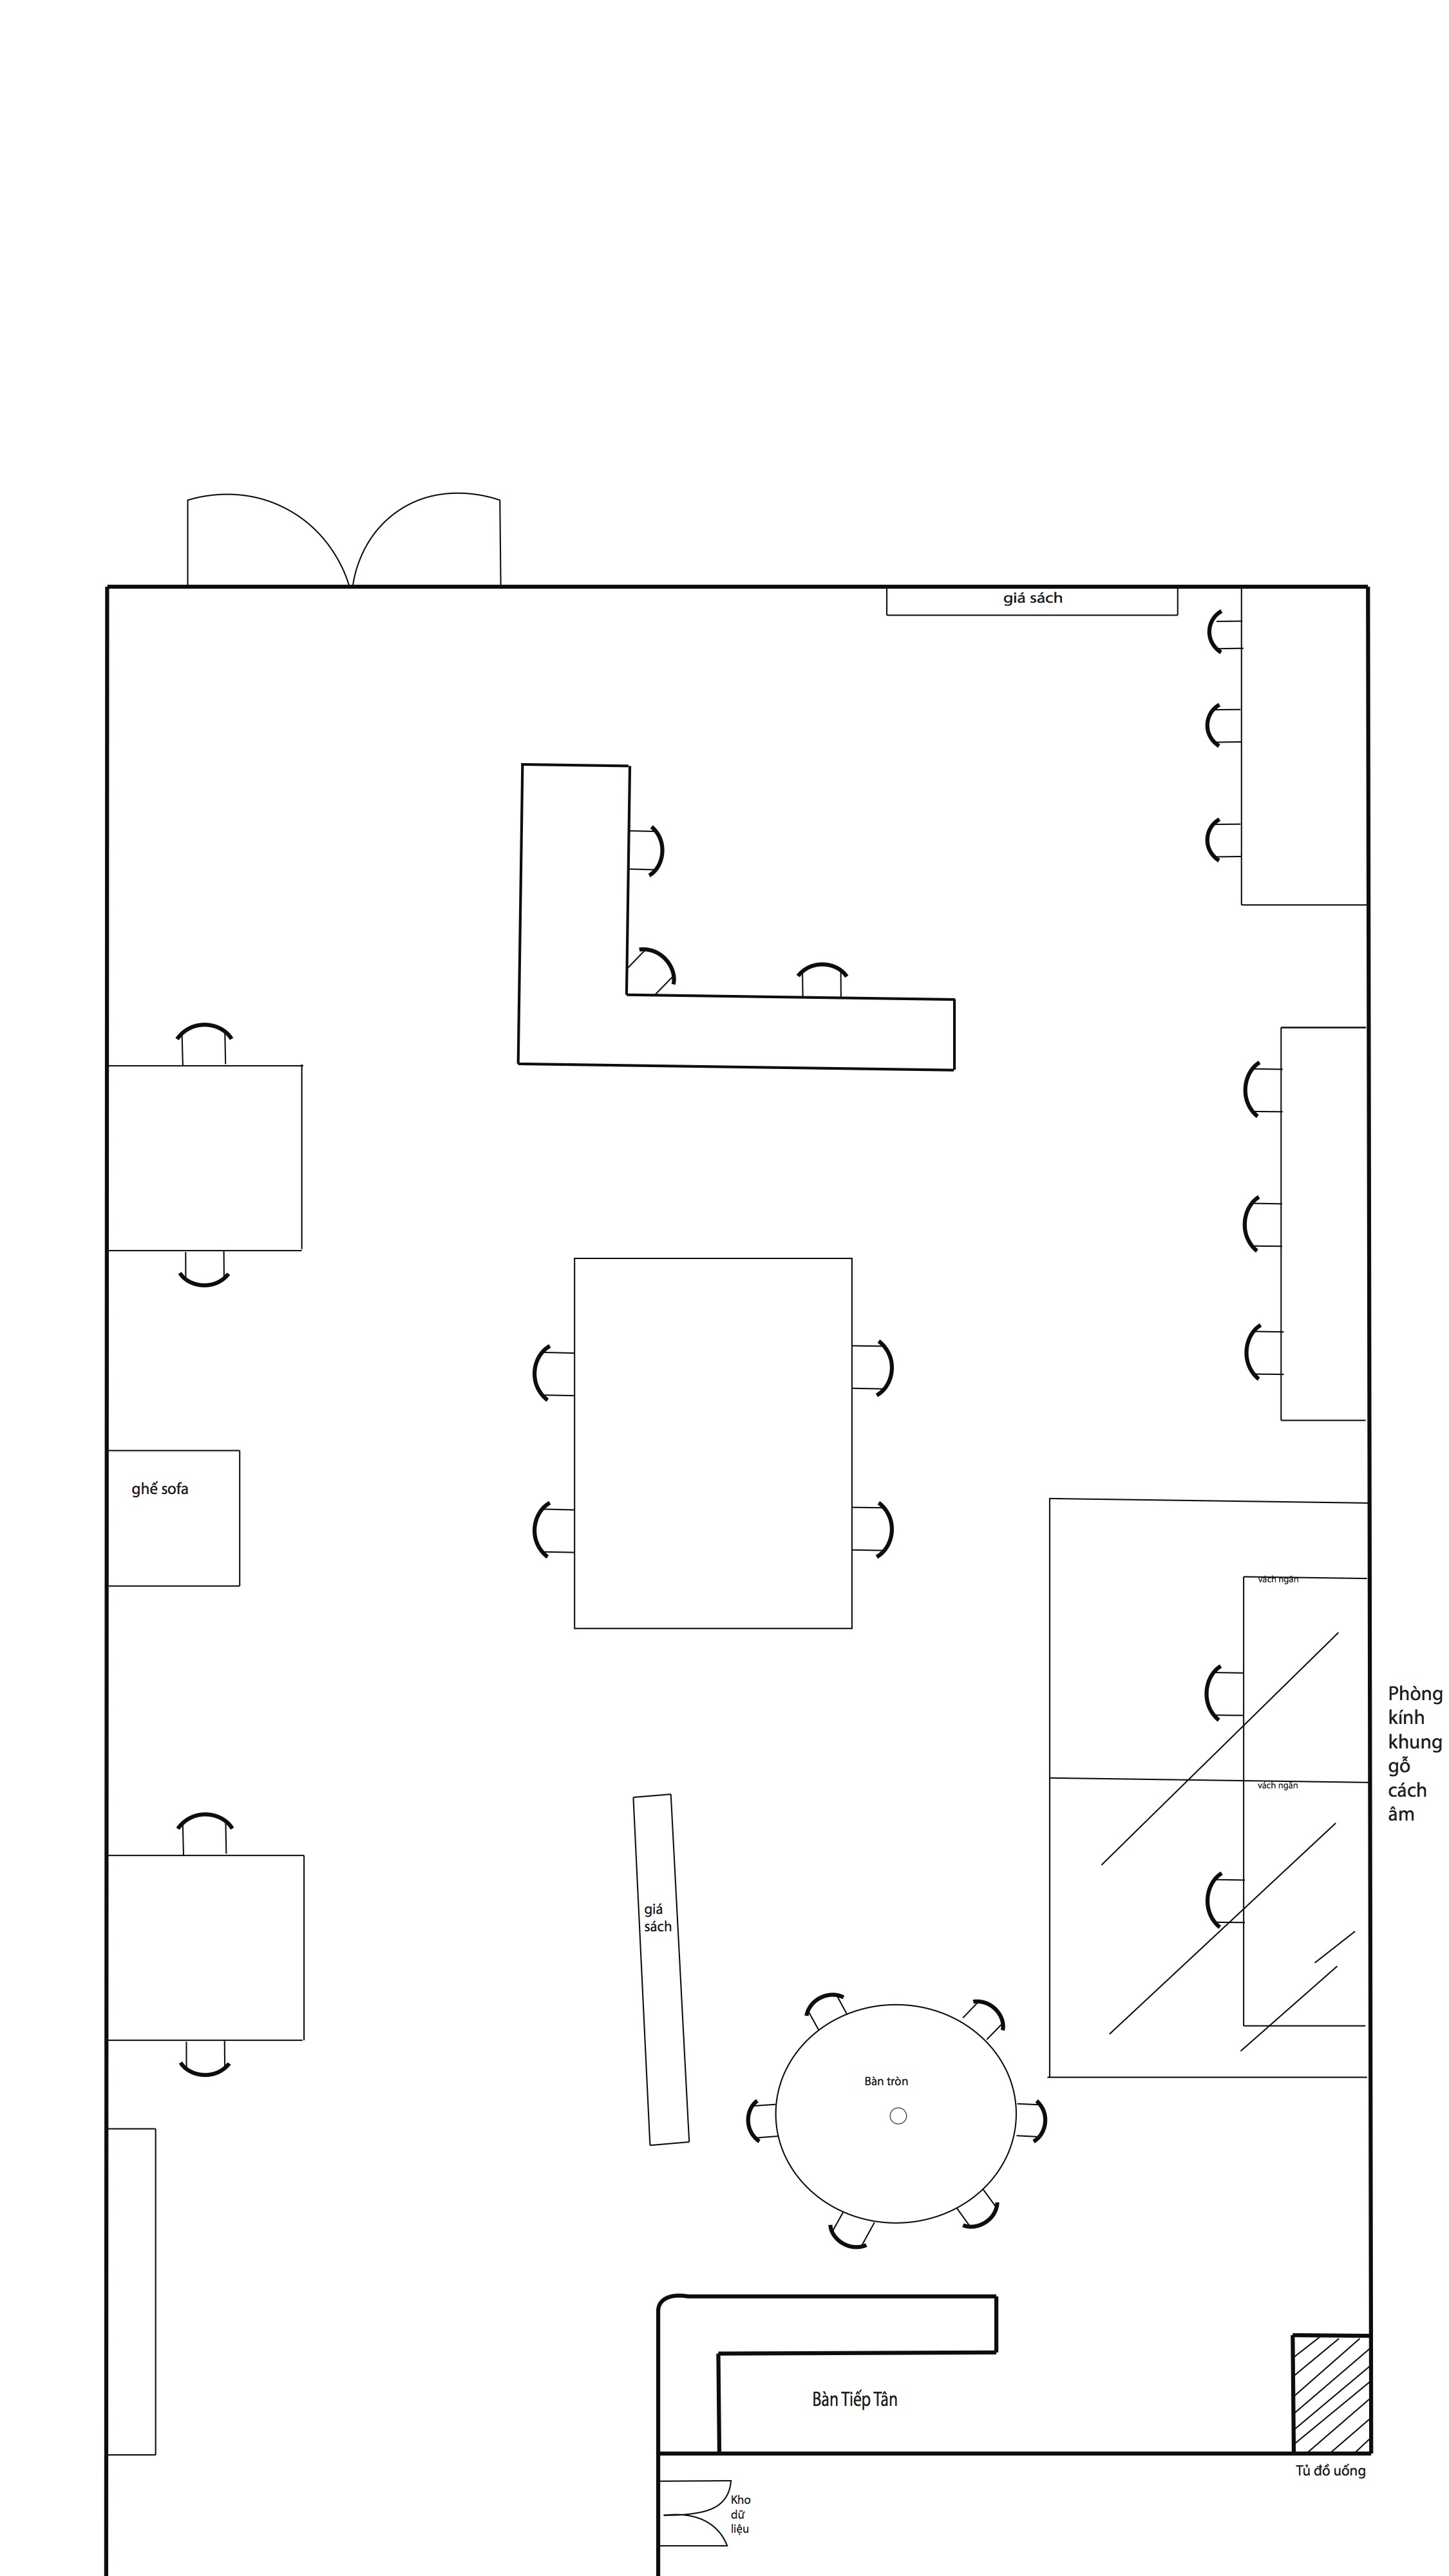 giá sách
ghế sofa
vách ngăn
Phòng
kính
khung
gỗ
cách
âm
vách ngăn
giá
sách
Bàn tròn
Bàn Tiếp Tân
Tủ đồ uống
Kho
dữ
liệu